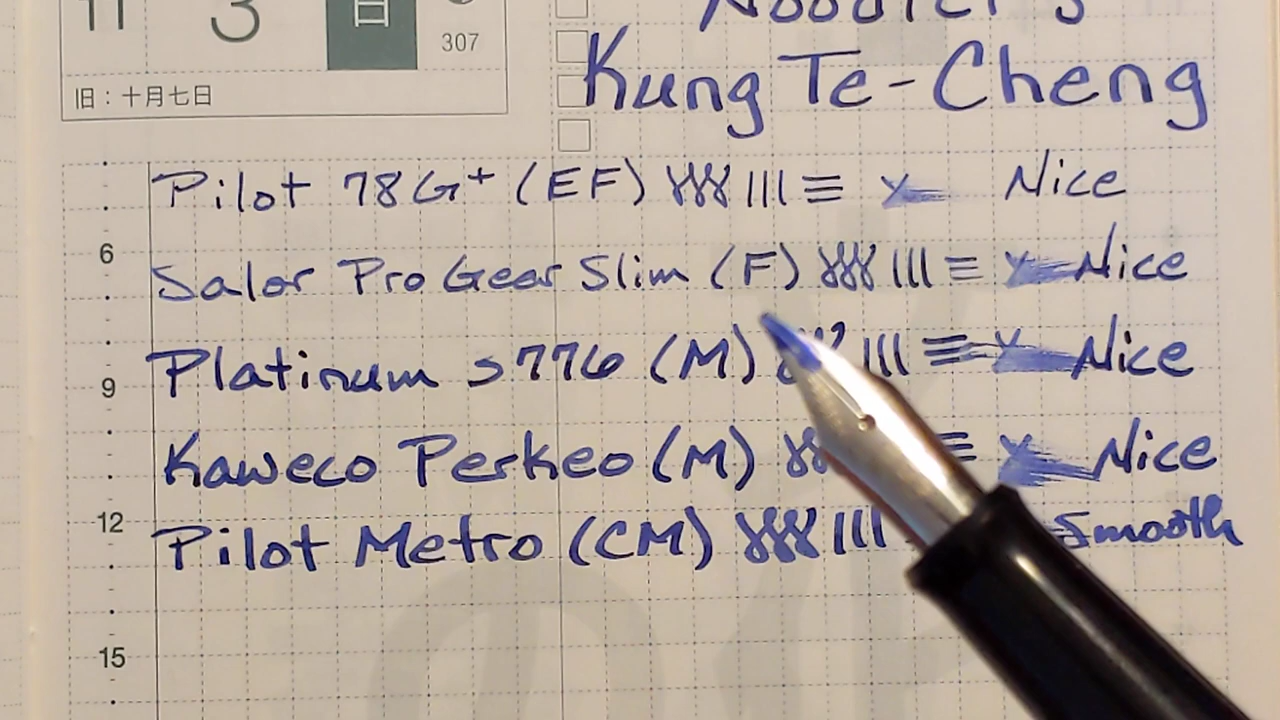 11 3 日
307
旧：十月七日
Noodler's
Kung Te-Cheng
Pilot 78G+ (EF) x Nice
6
Sailor Pro Gear Slim (F) x Nice
Platinum 3776 (M) x Nice
9
Kaweco Perkeo (M) x Nice
12
Pilot Metro (CM) Smooth
15